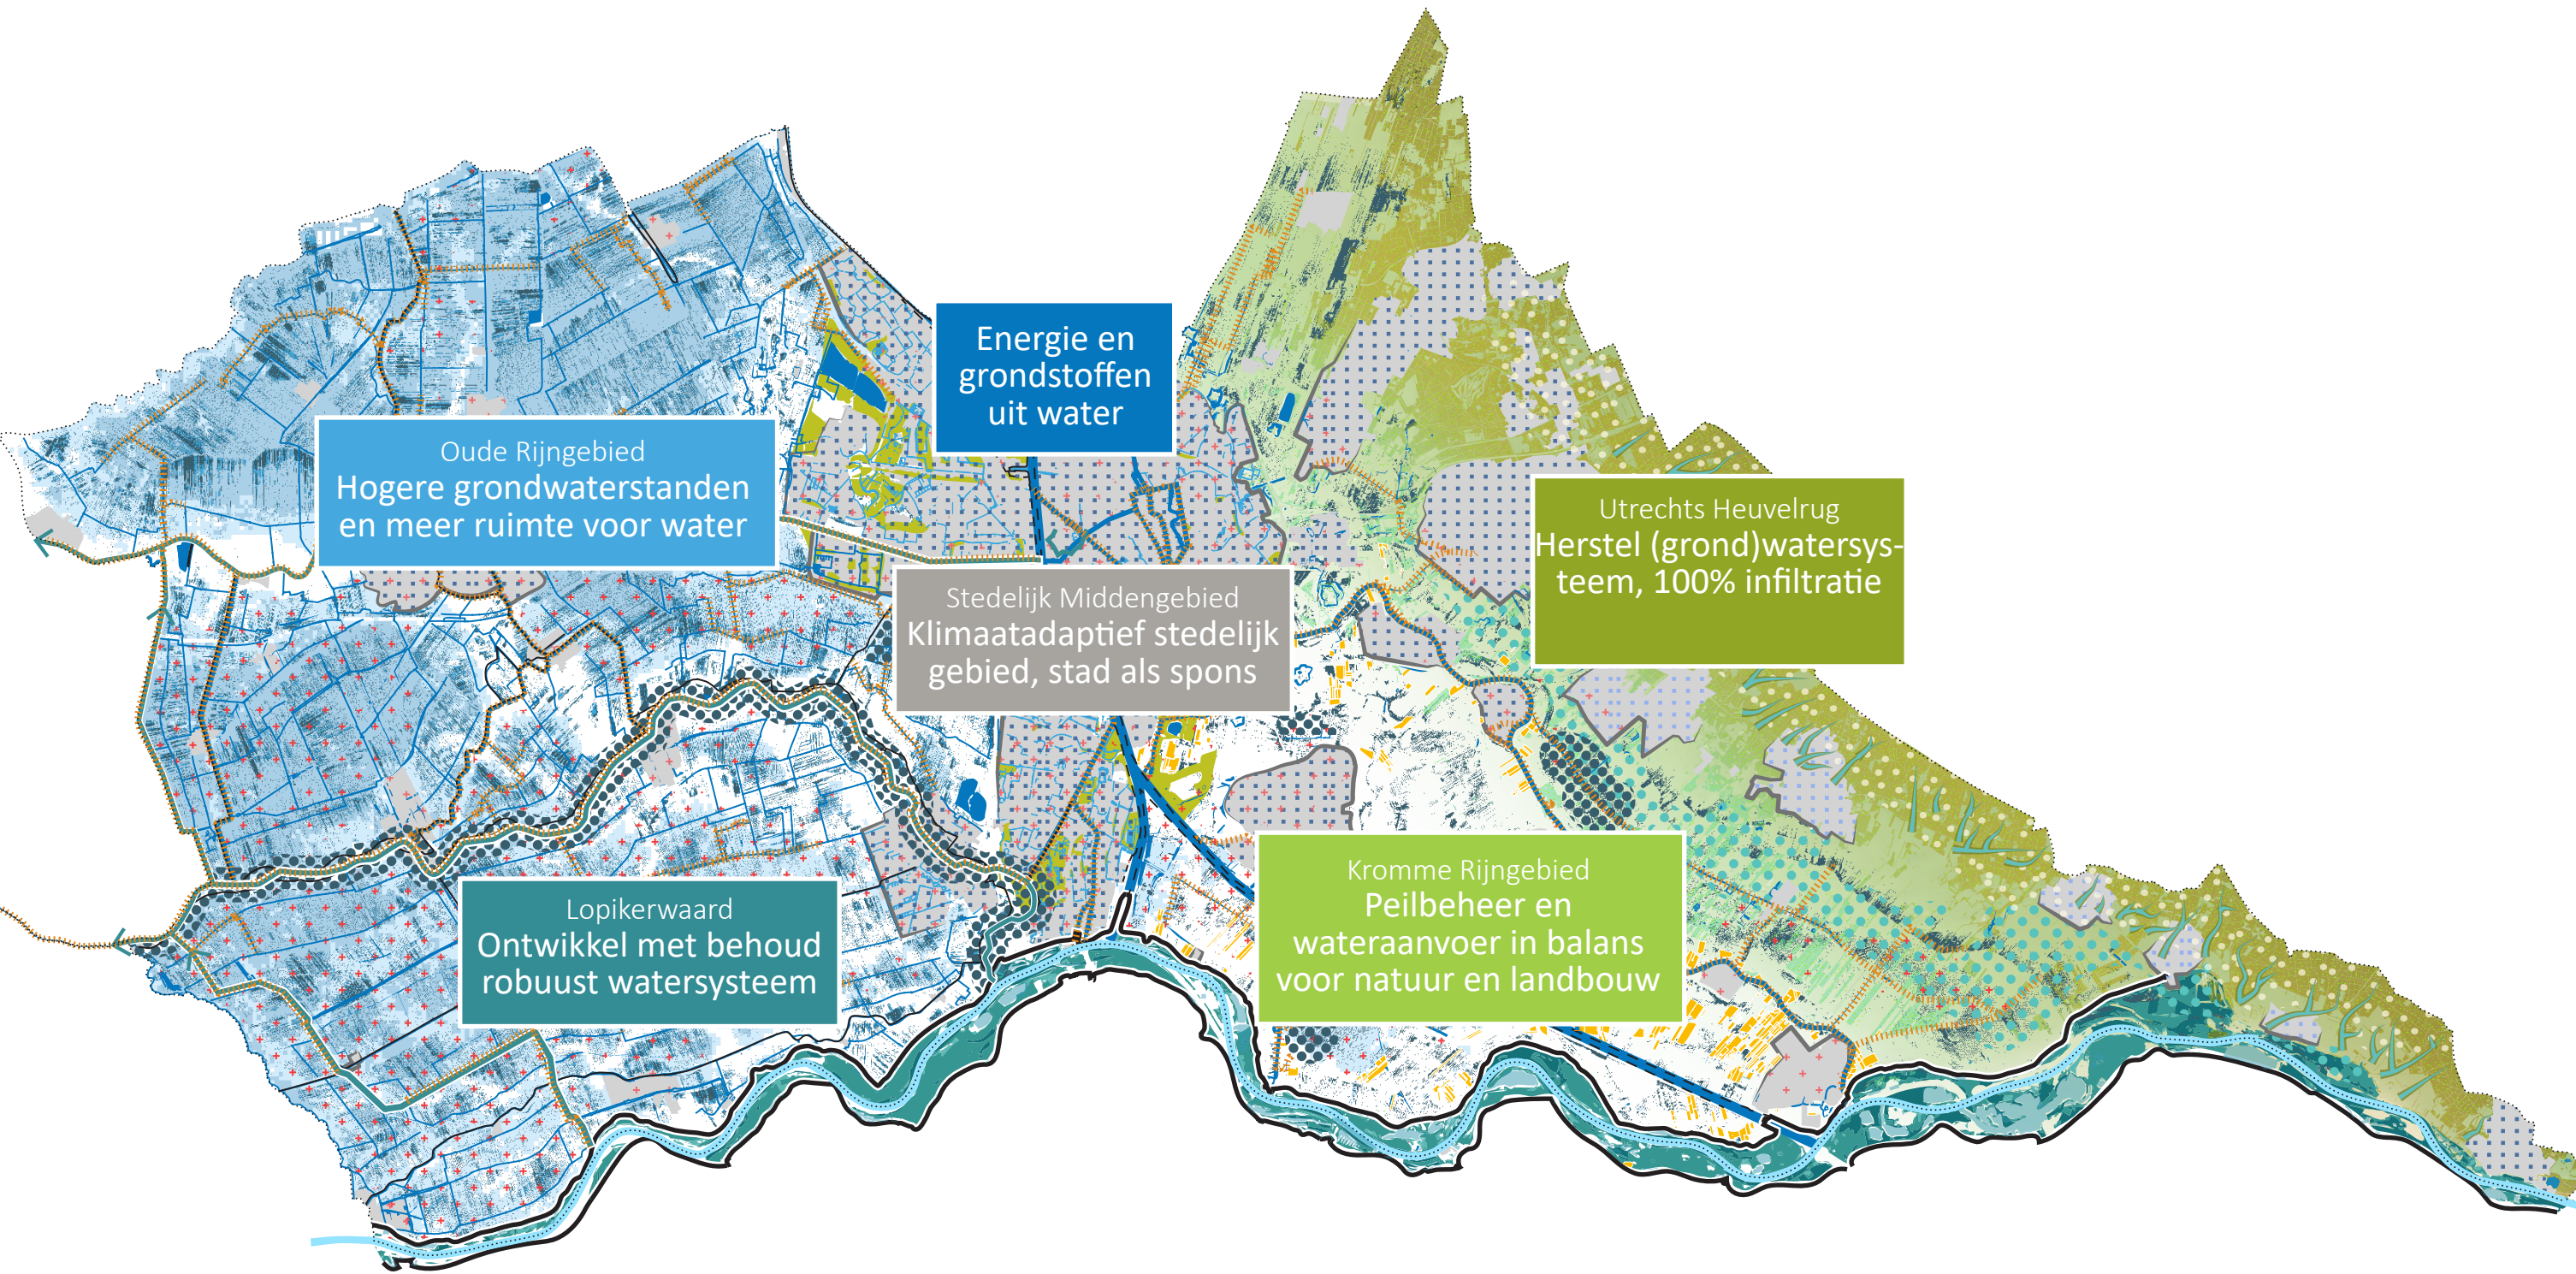 Energie en
grondstoffen
uit water
Oude Rijngebied
Hogere grondwaterstanden
en meer ruimte voor water
Utrechts Heuvelrug
Herstel (grond)watersys-
teem, 100% infiltratie
Stedelijk Middengebied
Klimaatadaptief stedelijk
gebied, stad als spons
Lopikerwaard
Ontwikkel met behoud
robuust watersysteem
Kromme Rijngebied
Peilbeheer en
wateraanvoer in balans
voor natuur en landbouw